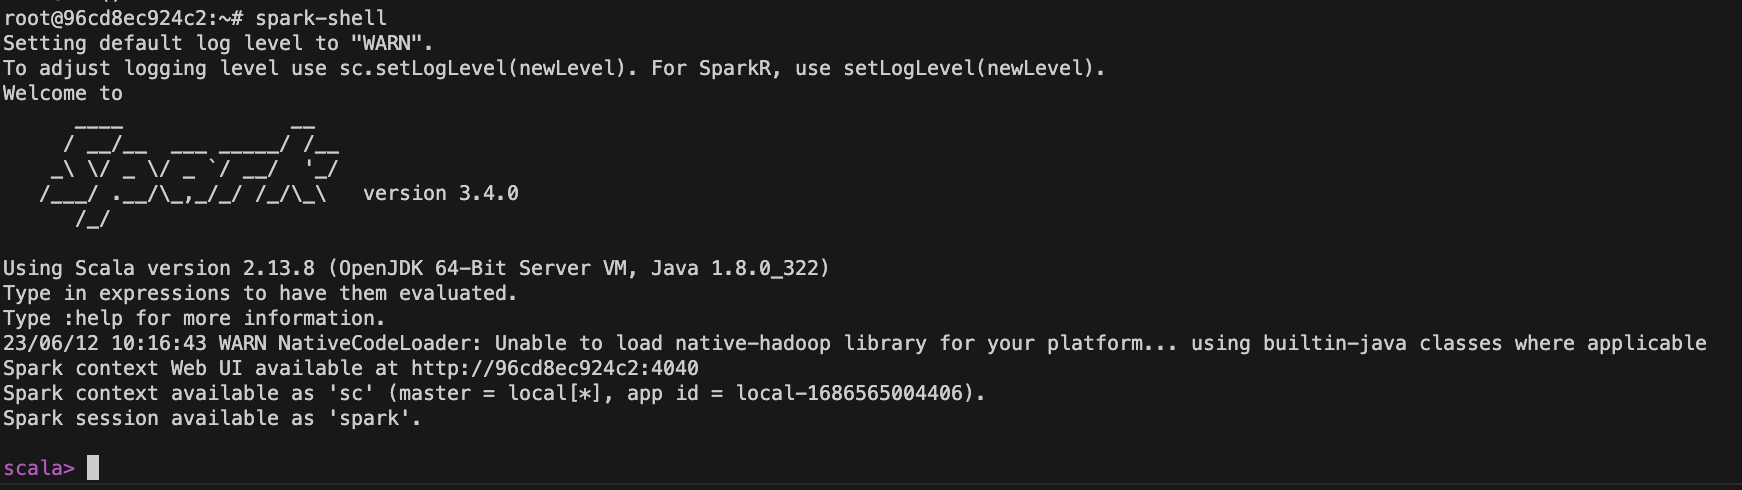 root@96cd8ec924c2:~# spark-shell
Setting default log level to "WARN".
To adjust logging level use sc.setLogLevel(newLevel). For SparkR, use setLogLevel(newLevel).
Welcome to
      ____              __
     / __/__  ___ _____/ /__
    _\ \/ _ \/ _ `/ __/  '_/
   /___/ .__/\_,_/_/ /_/\_\   version 3.4.0
      /_/
Using Scala version 2.13.8 (OpenJDK 64-Bit Server VM, Java 1.8.0_322)
Type in expressions to have them evaluated.
Type :help for more information.
23/06/12 10:16:43 WARN NativeCodeLoader: Unable to load native-hadoop library for your platform... using builtin-java classes where applicable
Spark context Web UI available at http://96cd8ec924c2:4040
Spark context available as 'sc' (master = local[*], app id = local-1686565004406).
Spark session available as 'spark'.
scala>